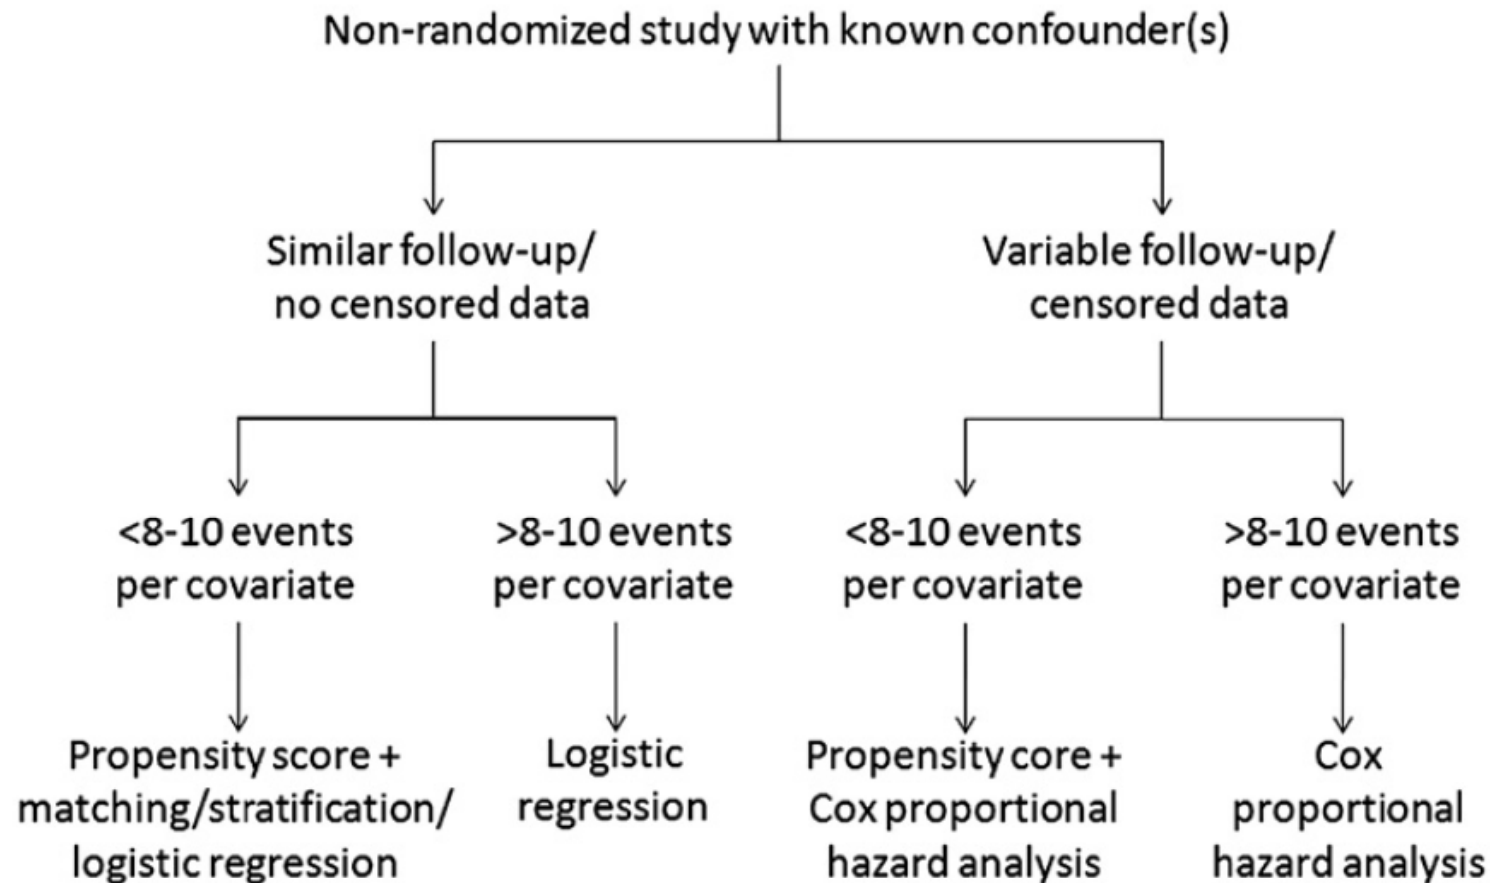 Non-randomized study with known confounder(s)
Similar follow-up/
no censored data
Variable follow-up/
censored data
<8-10 events
per covariate
>8-10 events
per covariate
<8-10 events
per covariate
>8-10 events
per covariate
Propensity score +
matching/stratification/
logistic regression
Logistic
regression
Propensity core +
Cox proportional
hazard analysis
Cox
proportional
hazard analysis